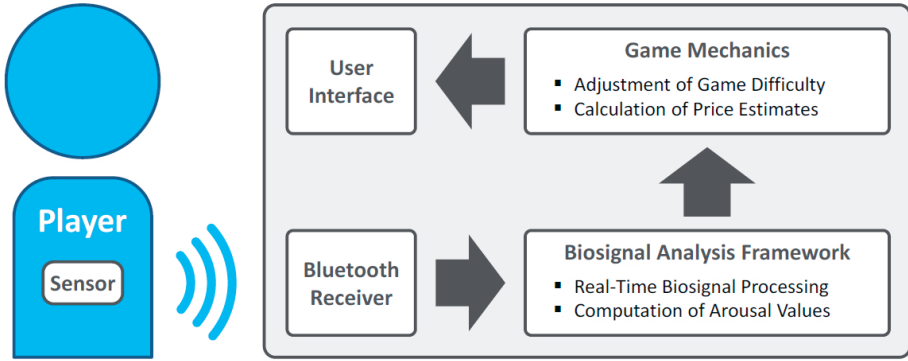 User
Interface
Game Mechanics
▪ Adjustment of Game Difficulty
▪ Calculation of Price Estimates
Player
Sensor
Bluetooth
Receiver
Biosignal Analysis Framework
▪ Real-Time Biosignal Processing
▪ Computation of Arousal Values